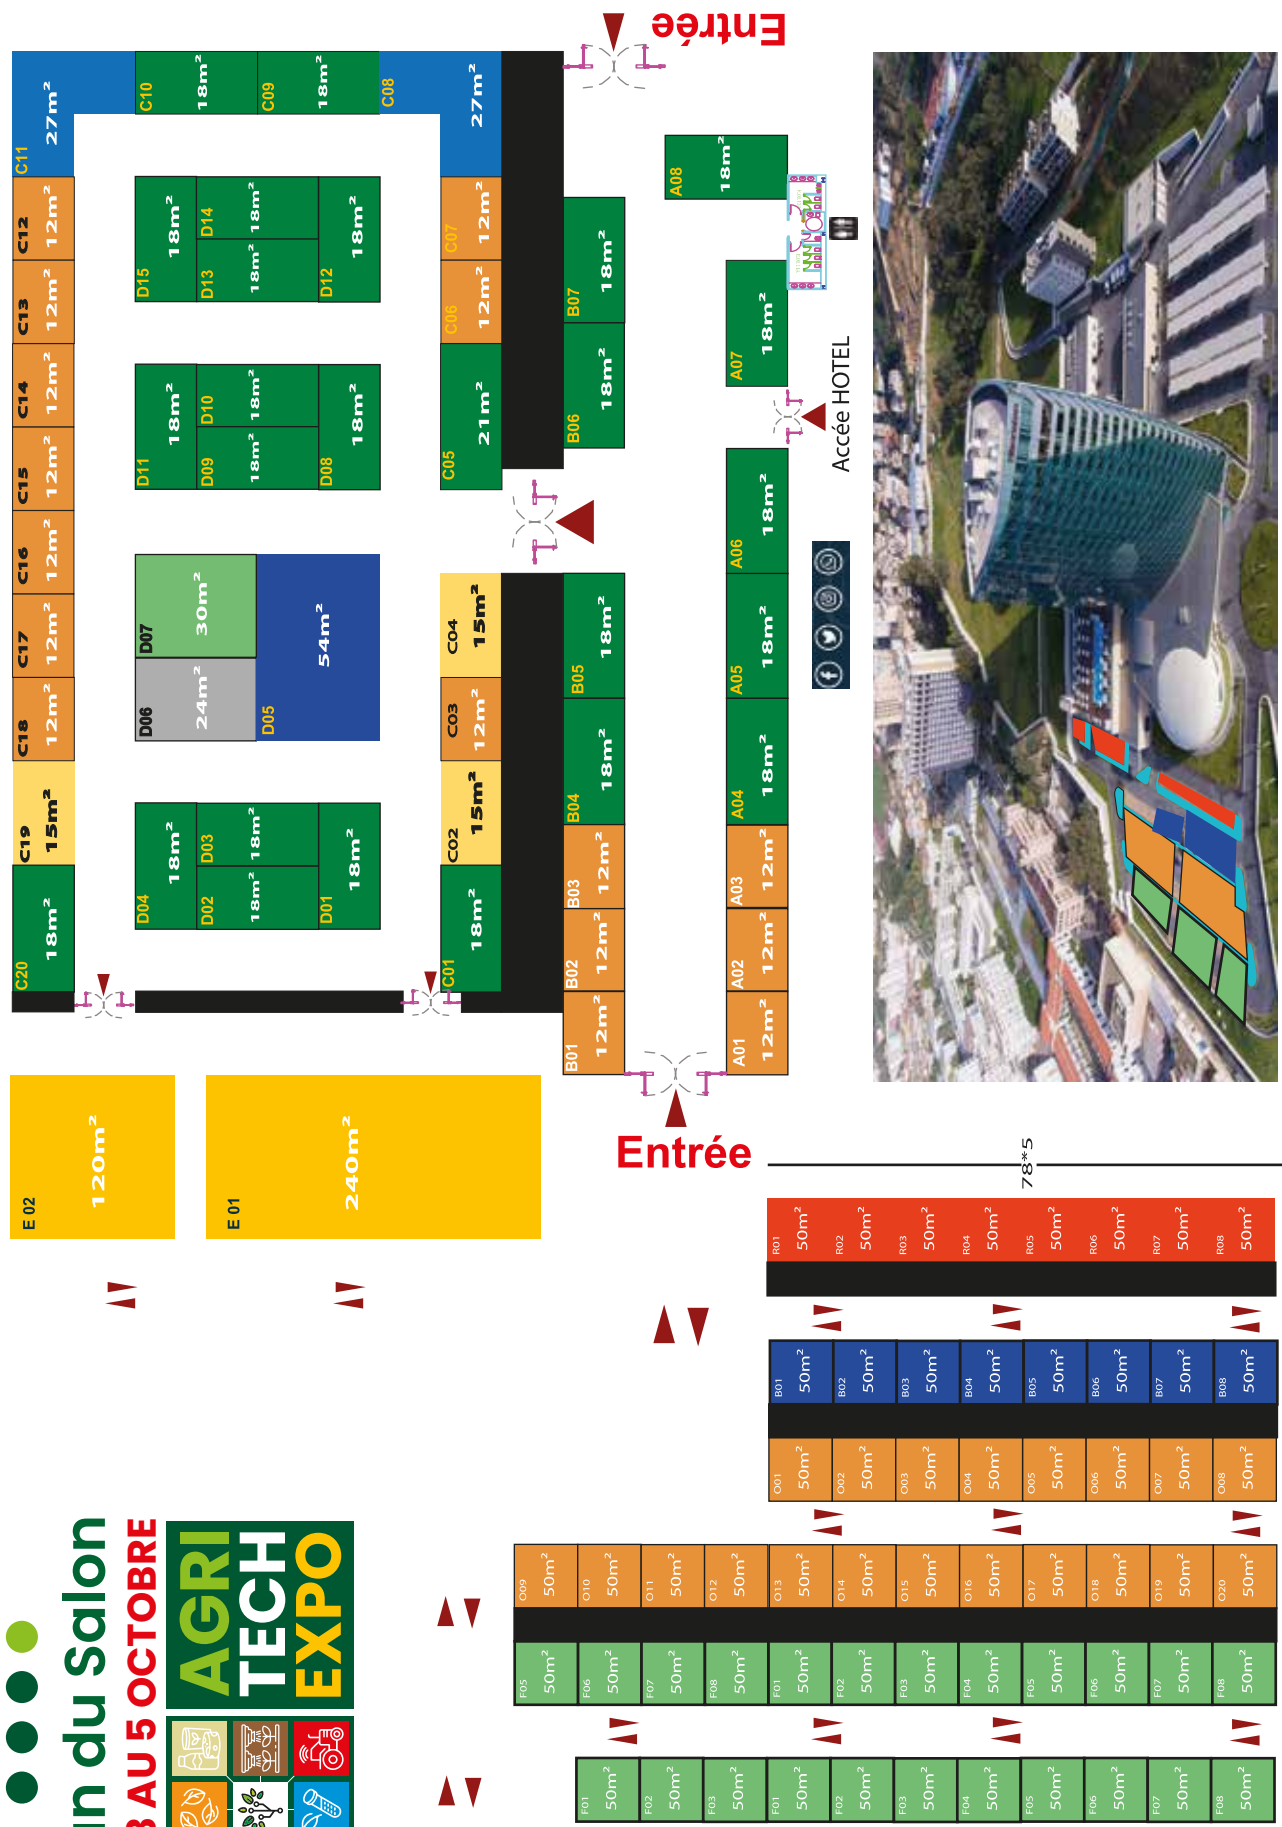 Entrée
C11
27m²
C10
18m²
C09
18m²
C08
27m²
C12
12m²
C13
12m²
C14
12m²
C15
12m²
C16
12m²
C17
12m²
C18
12m²
C19
15m²
C20
18m²
D15
18m²
D14
18m²
D13
18m²
D12
18m²
D11
18m²
D10
18m²
D09
18m²
D08
18m²
D07
30m²
D06
24m²
D05
54m²
D04
18m²
D03
18m²
D02
18m²
D01
18m²
C07
12m²
C06
12m²
C05
21m²
C04
15m²
C03
12m²
C02
15m²
C01
18m²
B07
18m²
B06
18m²
B05
18m²
B04
18m²
B03
12m²
B02
12m²
B01
12m²
A08
18m²
A07
18m²
Accée HOTEL
A06
18m²
A05
18m²
A04
18m²
A03
12m²
A02
12m²
A01
12m²
Entrée
E 02
120m²
E 01
240m²
78*5
R01
50m²
R02
50m²
R03
50m²
R04
50m²
R05
50m²
R06
50m²
R07
50m²
R08
50m²
B01
50m²
B02
50m²
B03
50m²
B04
50m²
B05
50m²
B06
50m²
B07
50m²
B08
50m²
O01
50m²
O02
50m²
O03
50m²
O04
50m²
O05
50m²
O06
50m²
O07
50m²
O08
50m²
O09
50m²
O10
50m²
O11
50m²
O12
50m²
O13
50m²
O14
50m²
O15
50m²
O16
50m²
O17
50m²
O18
50m²
O19
50m²
O20
50m²
F05
50m²
F06
50m²
F07
50m²
F08
50m²
F01
50m²
F02
50m²
F03
50m²
F04
50m²
F05
50m²
F06
50m²
F07
50m²
F08
50m²
F01
50m²
F02
50m²
F03
50m²
F01
50m²
F02
50m²
F03
50m²
F04
50m²
F05
50m²
F06
50m²
F07
50m²
F08
50m²
an du Salon
3 AU 5 OCTOBRE
AGRI
TECH
EXPO